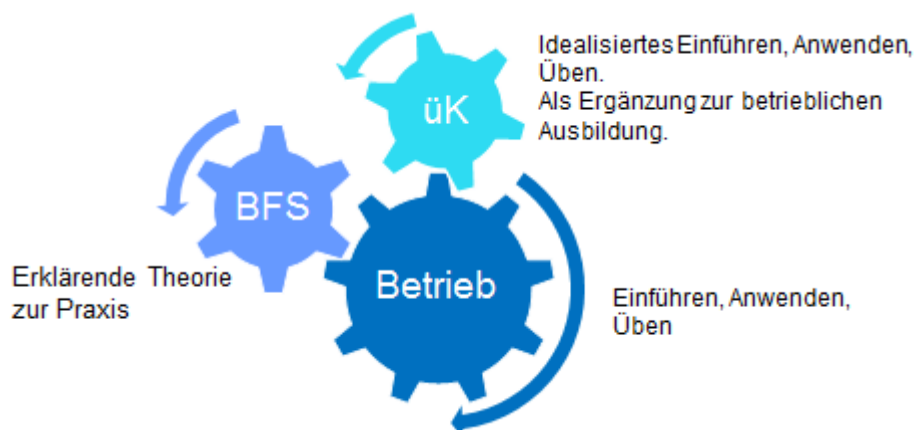 üK
Idealisiertes Einführen, Anwenden,
Üben.
Als Ergänzung zur betrieblichen
Ausbildung.
BFS
Erklärende Theorie
zur Praxis
Betrieb
Einführen, Anwenden,
Üben